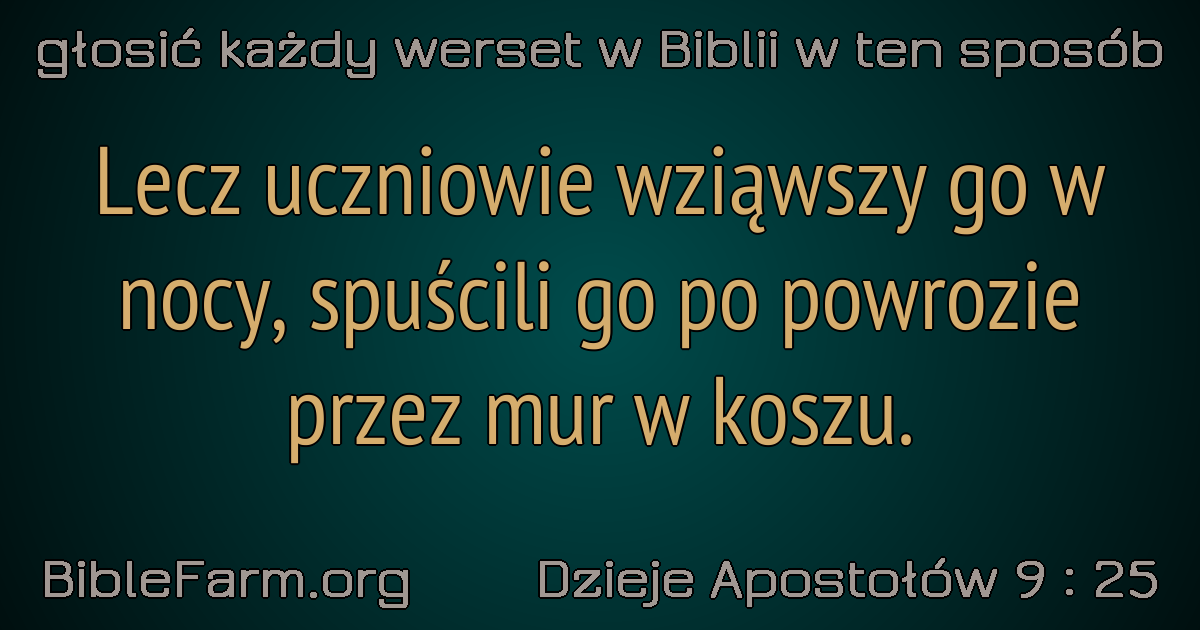 głosić każdy werset w Biblii w ten sposób
Lecz uczniowie wziąwszy go w
nocy, spuścili go po powrozie
przez mur w koszu.
BibleFarm.org Dzieje Apostołów 9 : 25